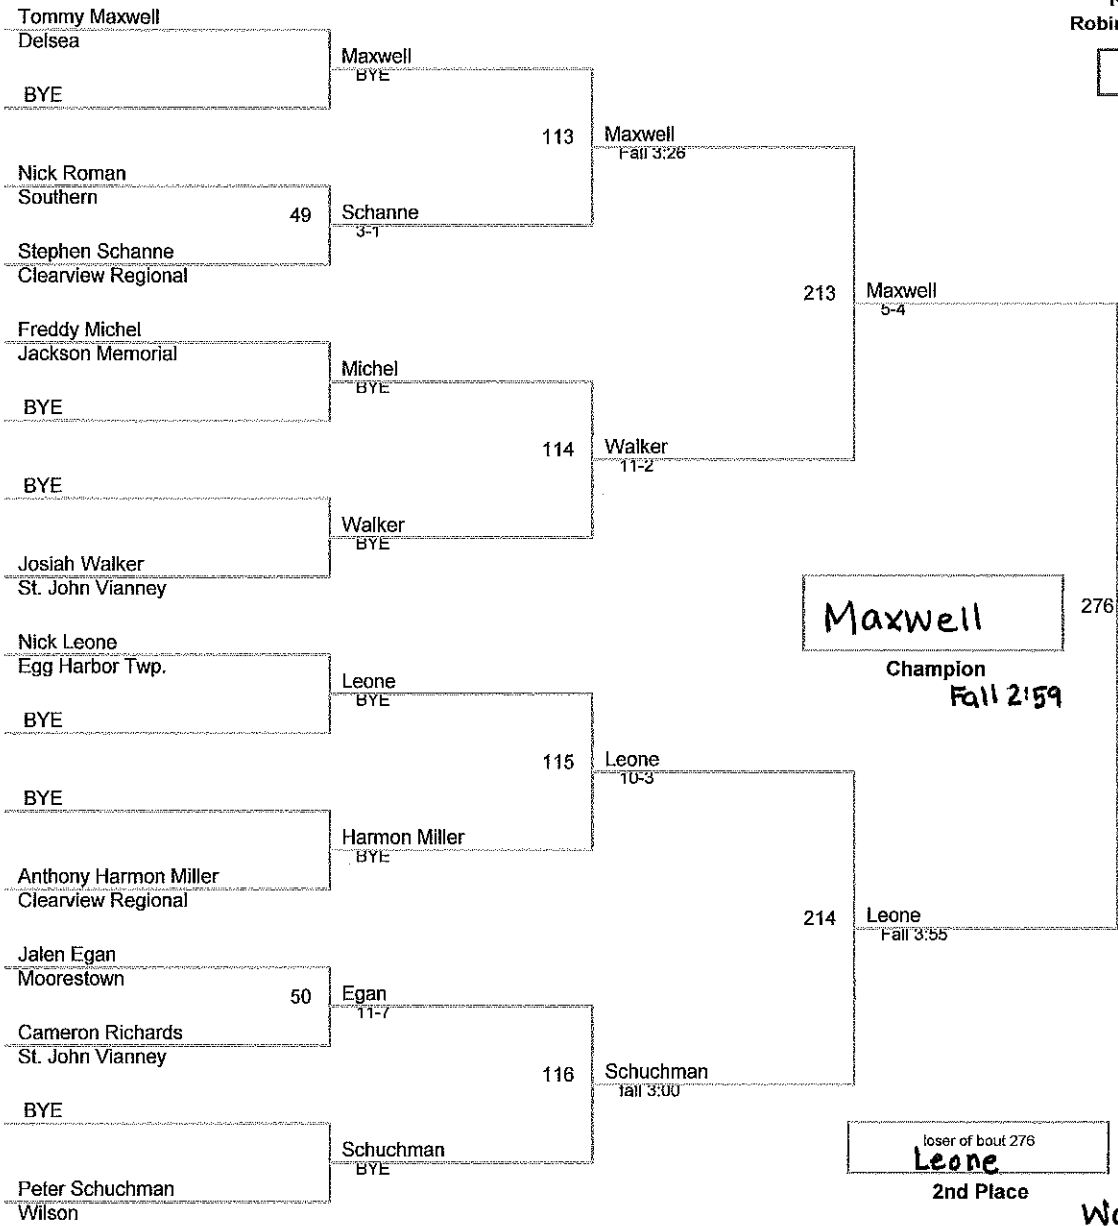 Robin
Tommy Maxwell
Delsea
Maxwell
BYE
BYE
113
Maxwell
Fall 3:26
Nick Roman
Southern
49
Schanne
3-1
Stephen Schanne
Clearview Regional
213
Maxwell
5-4
Freddy Michel
Jackson Memorial
Michel
BYE
BYE
114
Walker
11-2
BYE
Walker
BYE
Josiah Walker
St. John Vianney
Maxwell
276
Champion
Fall 2:59
Nick Leone
Egg Harbor Twp.
Leone
BYE
BYE
115
Leone
10-3
BYE
Harmon Miller
BYE
Anthony Harmon Miller
Clearview Regional
214
Leone
Fall 3:55
Jalen Egan
Moorestown
50
Egan
11-7
Cameron Richards
St. John Vianney
116
Schuchman
fall 3:00
BYE
Schuchman
BYE
Peter Schuchman
Wilson
loser of bout 276
Leone
2nd Place